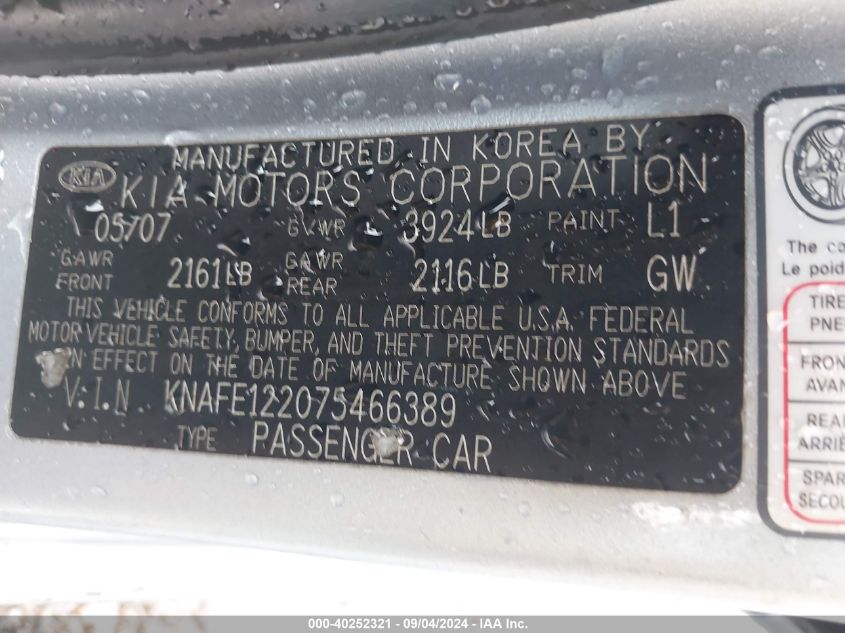 MANUFACTURED IN KOREA BY
KIA KIA MOTORS CORPORATION
05/07 GVWR 3924LB PAINT L1
GAWR FRONT 2161LB GAWR REAR 2116LB TRIM GW
THIS VEHICLE CONFORMS TO ALL APPLICABLE U.S.A. FEDERAL
MOTOR VEHICLE SAFETY, BUMPER, AND THEFT PREVENTION STANDARDS
IN EFFECT ON THE DATE OF MANUFACTURE SHOWN ABOVE
V.I.N KNAFE122075466389
TYPE PASSENGER CAR
The co
Le poid
TIRE
PNE
FRON
AVAN
REA
ARRIÈ
SPAR
SECOU
000-40252321 - 09/04/2024 - IAA Inc.